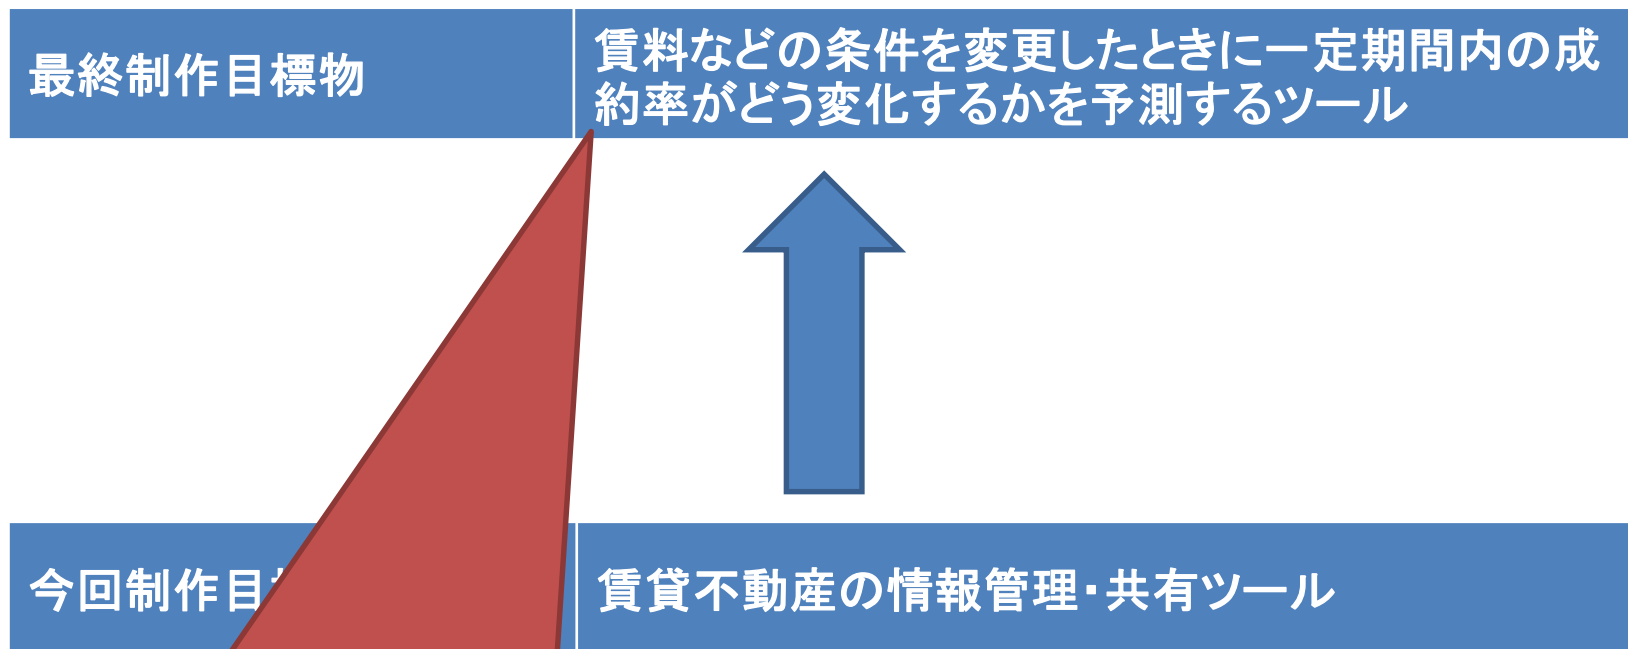 最終制作目標物
賃料などの条件を変更したときに一定期間内の成
約率がどう変化するかを予測するツール
今回制作目
賃貸不動産の情報管理・共有ツール